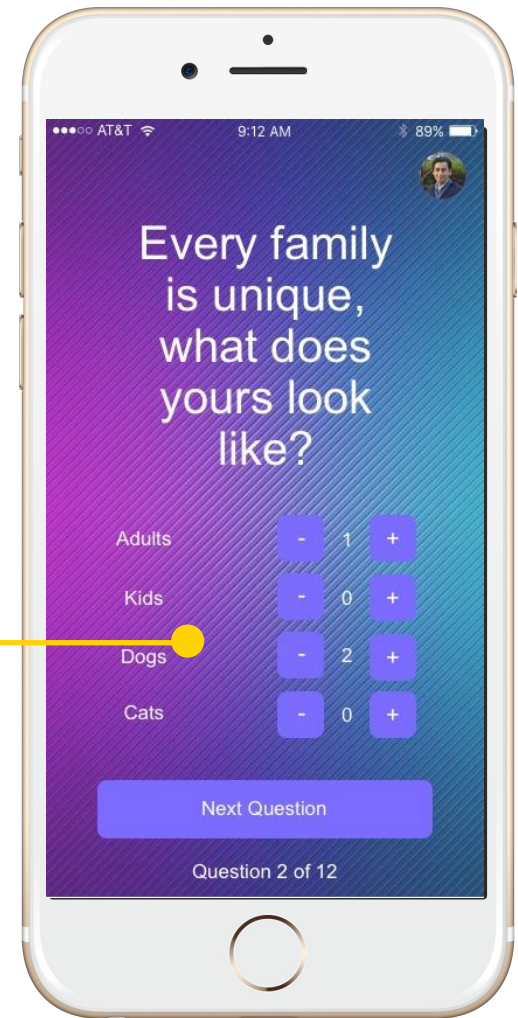 AT&T 9:12 AM 89%
Every family
is unique,
what does
yours look
like?
Adults - 1 +
Kids - 0 +
Dogs - 2 +
Cats - 0 +
Next Question
Question 2 of 12